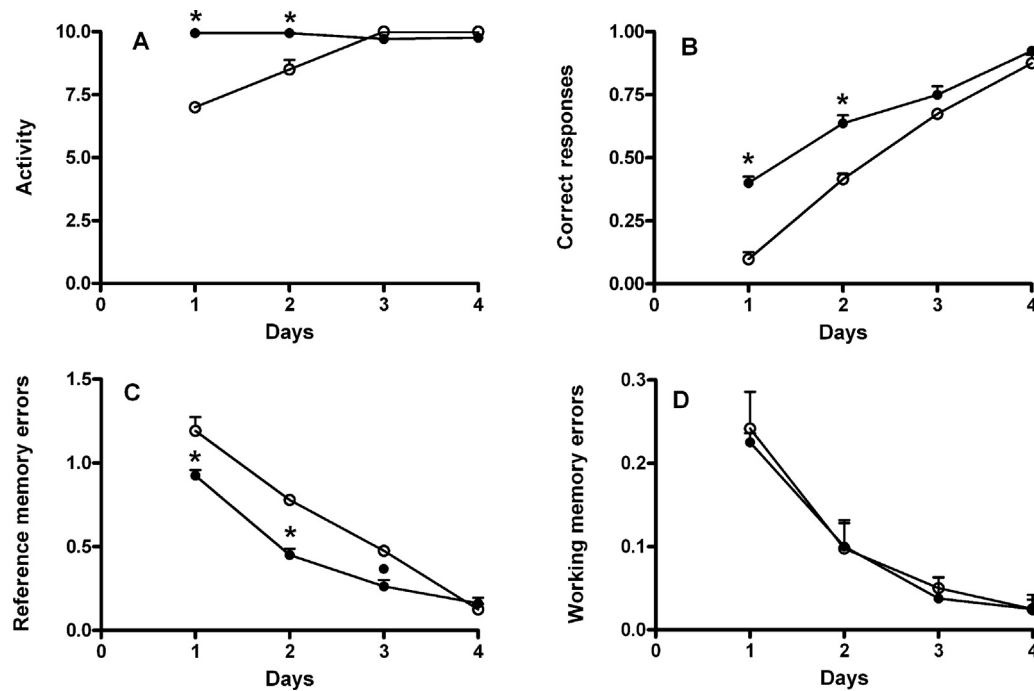 A
Activity
10.0
7.5
5.0
2.5
0.0
* *
0 1 2 3 4
Days
B
Correct responses
1.00
0.75
0.50
0.25
0.00
* *
0 1 2 3 4
Days
C
Reference memory errors
1.5
1.0
0.5
0.0
* *
0 1 2 3 4
Days
D
Working memory errors
0.3
0.2
0.1
0.0
0 1 2 3 4
Days